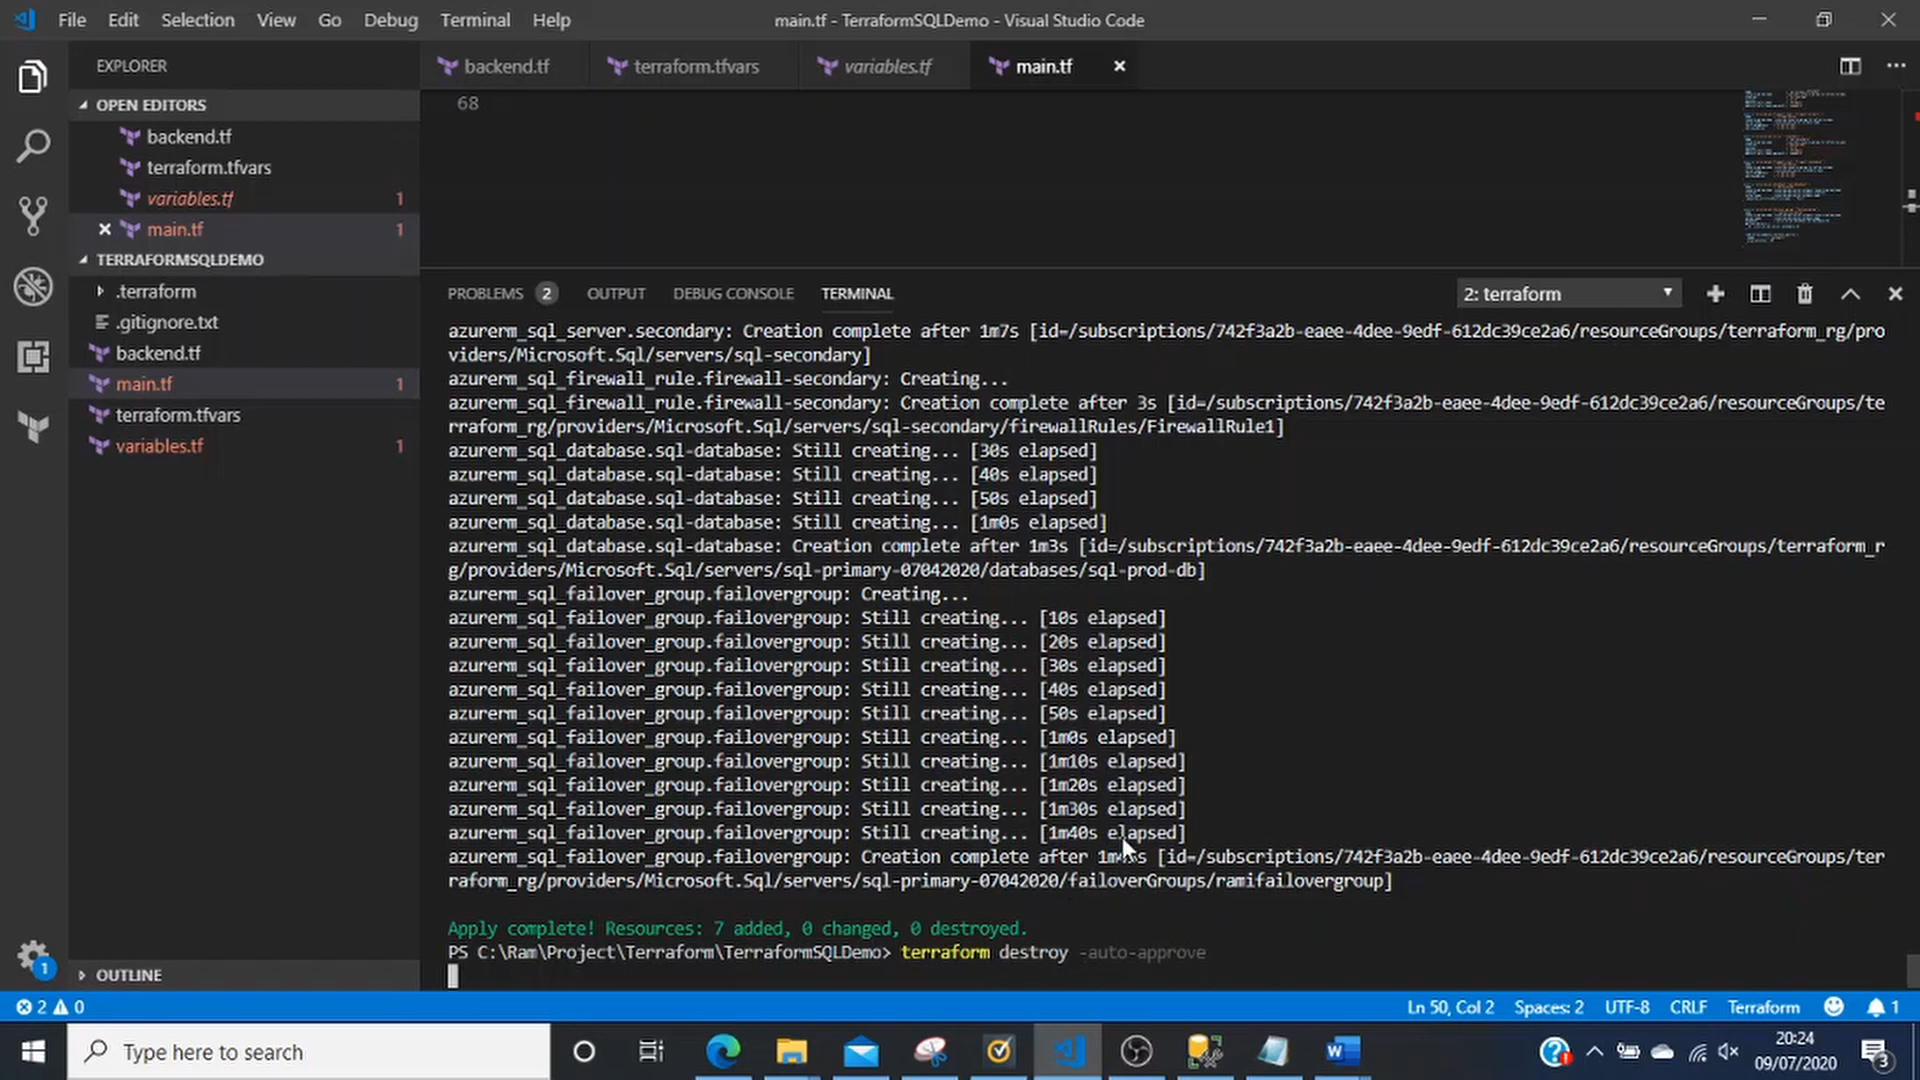 File Edit Selection View Go Debug Terminal Help
main.tf - TerraformSQLDemo - Visual Studio Code
EXPLORER
OPEN EDITORS
backend.tf
terraform.tfvars
variables.tf 1
main.tf 1
TERRAFORMSQLDEMO
.terraform
.gitignore.txt
backend.tf
main.tf 1
terraform.tfvars
variables.tf 1
OUTLINE
1
backend.tf terraform.tfvars variables.tf main.tf
68
PROBLEMS 2 OUTPUT DEBUG CONSOLE TERMINAL 2: terraform
azurerm_sql_server.secondary: Creation complete after 1m7s [id=/subscriptions/742f3a2b-eaee-4dee-9edf-612dc39ce2a6/resourceGroups/terraform_rg/pro
viders/Microsoft.Sql/servers/sql-secondary]
azurerm_sql_firewall_rule.firewall-secondary: Creating...
azurerm_sql_firewall_rule.firewall-secondary: Creation complete after 3s [id=/subscriptions/742f3a2b-eaee-4dee-9edf-612dc39ce2a6/resourceGroups/te
rraform_rg/providers/Microsoft.Sql/servers/sql-secondary/firewallRules/FirewallRule1]
azurerm_sql_database.sql-database: Still creating... [30s elapsed]
azurerm_sql_database.sql-database: Still creating... [40s elapsed]
azurerm_sql_database.sql-database: Still creating... [50s elapsed]
azurerm_sql_database.sql-database: Still creating... [1m0s elapsed]
azurerm_sql_database.sql-database: Creation complete after 1m3s [id=/subscriptions/742f3a2b-eaee-4dee-9edf-612dc39ce2a6/resourceGroups/terraform_r
g/providers/Microsoft.Sql/servers/sql-primary-07042020/databases/sql-prod-db]
azurerm_sql_failover_group.failovergroup: Creating...
azurerm_sql_failover_group.failovergroup: Still creating... [10s elapsed]
azurerm_sql_failover_group.failovergroup: Still creating... [20s elapsed]
azurerm_sql_failover_group.failovergroup: Still creating... [30s elapsed]
azurerm_sql_failover_group.failovergroup: Still creating... [40s elapsed]
azurerm_sql_failover_group.failovergroup: Still creating... [50s elapsed]
azurerm_sql_failover_group.failovergroup: Still creating... [1m0s elapsed]
azurerm_sql_failover_group.failovergroup: Still creating... [1m10s elapsed]
azurerm_sql_failover_group.failovergroup: Still creating... [1m20s elapsed]
azurerm_sql_failover_group.failovergroup: Still creating... [1m30s elapsed]
azurerm_sql_failover_group.failovergroup: Still creating... [1m40s elapsed]
azurerm_sql_failover_group.failovergroup: Creation complete after [id=/subscriptions/742f3a2b-eaee-4dee-9edf-612dc39ce2a6/resourceGroups/ter
raform_rg/providers/Microsoft.Sql/servers/sql-primary-07042020/failoverGroups/ramifailovergroup]
Apply complete! Resources: 7 added, 0 changed, 0 destroyed.
PS C:\Ram\Project\Terraform\TerraformSQLDemo> terraform destroy -auto-approve
2 0 Ln 50, Col 2 Spaces: 2 UTF-8 CRLF Terraform 1
Type here to search
20:24
09/07/2020
3